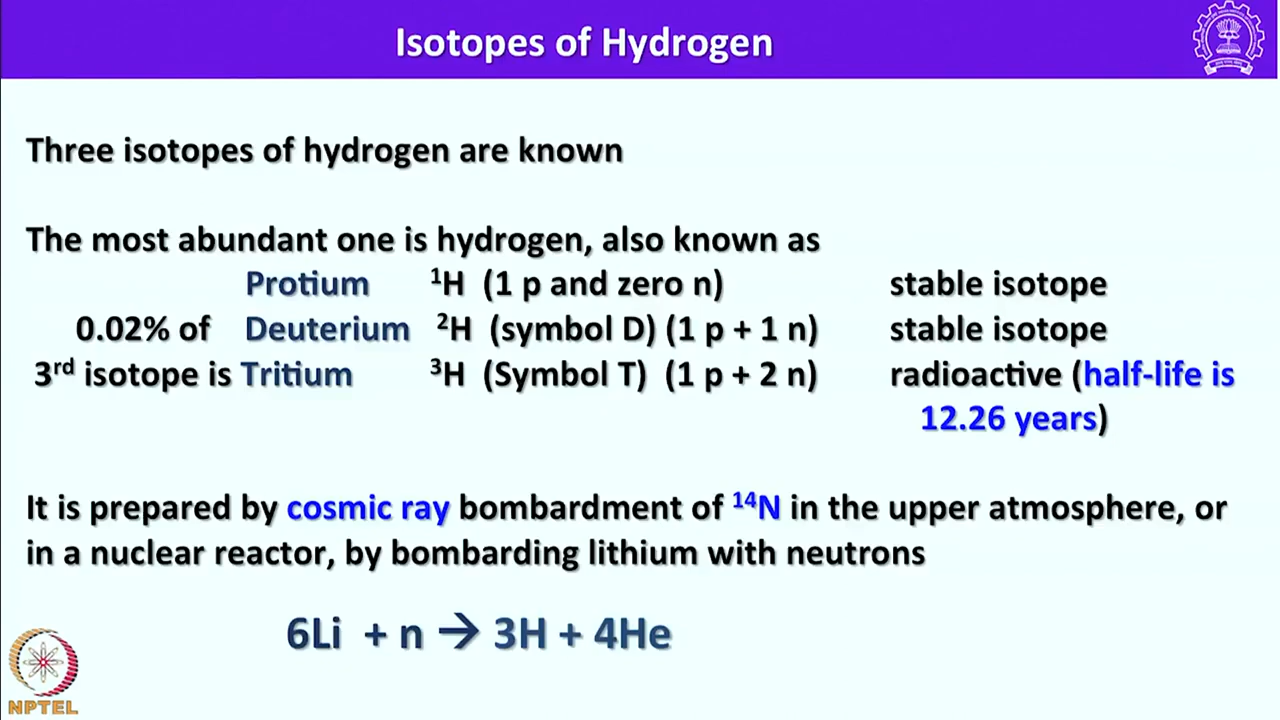 Isotopes of Hydrogen
Three isotopes of hydrogen are known
The most abundant one is hydrogen, also known as
Protium ¹H (1 p and zero n) stable isotope
0.02% of Deuterium ²H (symbol D) (1 p + 1 n) stable isotope
3ʳᵈ isotope is Tritium ³H (Symbol T) (1 p + 2 n) radioactive (half-life is
12.26 years)
It is prepared by cosmic ray bombardment of ¹⁴N in the upper atmosphere, or
in a nuclear reactor, by bombarding lithium with neutrons
6Li + n → 3H + 4He
NPTEL